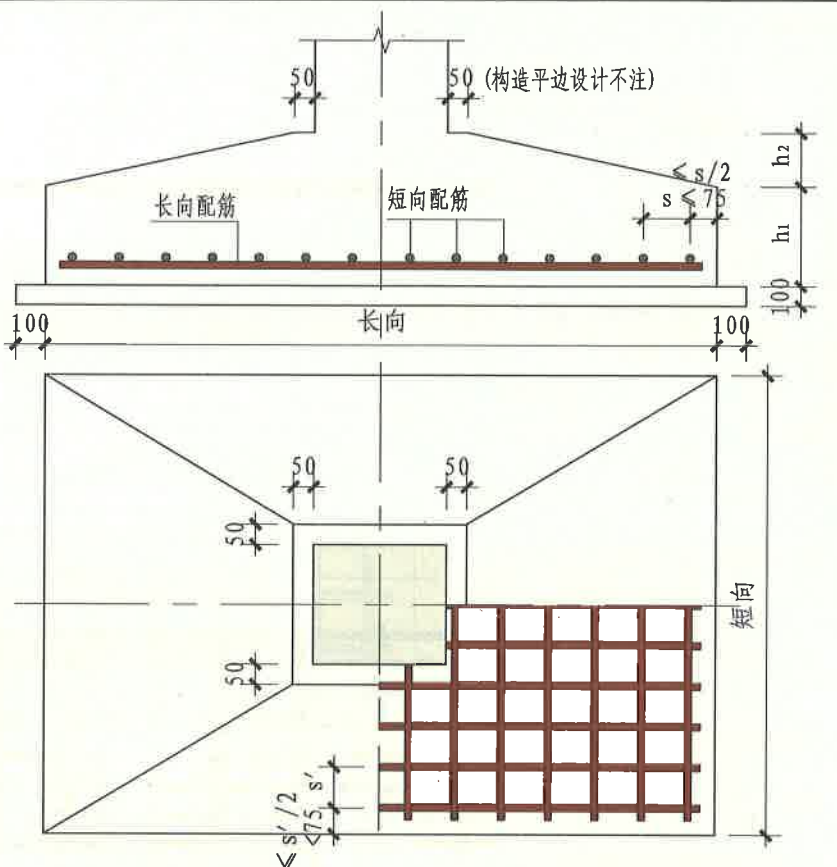 50
50 (构造平边设计不注)
h₂
≤ s/2
s ≤ 75
长向配筋
短向配筋
h₁
100
100
长向
100
50
50
50
50
短向
s'
≤ s'/2
<75